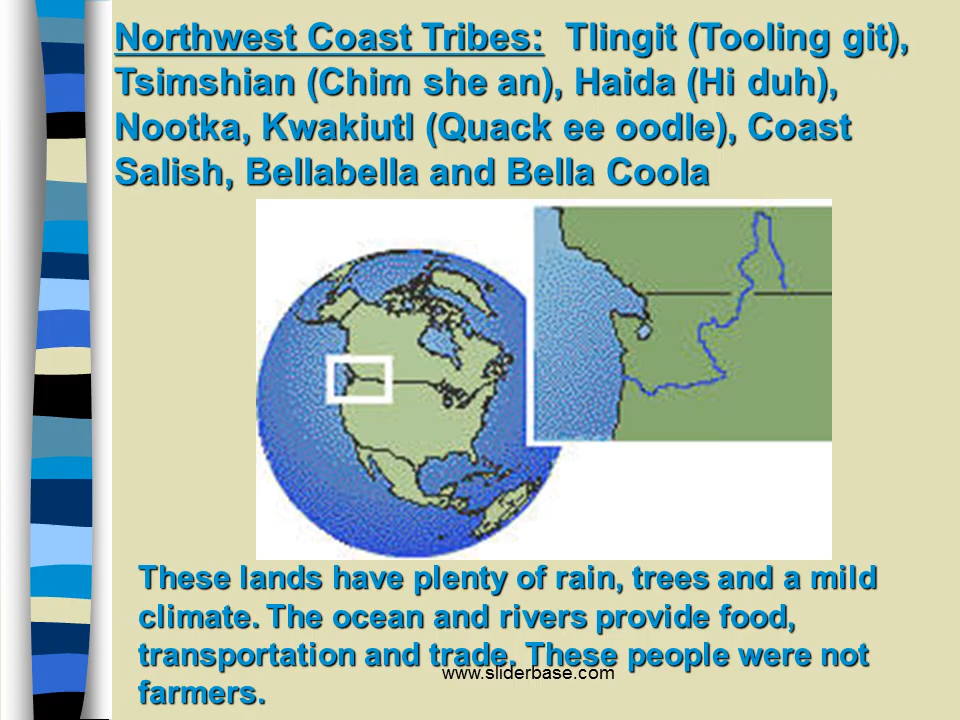 Northwest Coast Tribes: Tlingit (Tooling git),
Tsimshian (Chim she an), Haida (Hi duh),
Nootka, Kwakiutl (Quack ee oodle), Coast
Salish, Bellabella and Bella Coola
These lands have plenty of rain, trees and a mild
climate. The ocean and rivers provide food,
transportation and trade. These people were not
www.sliderbase.com
farmers.